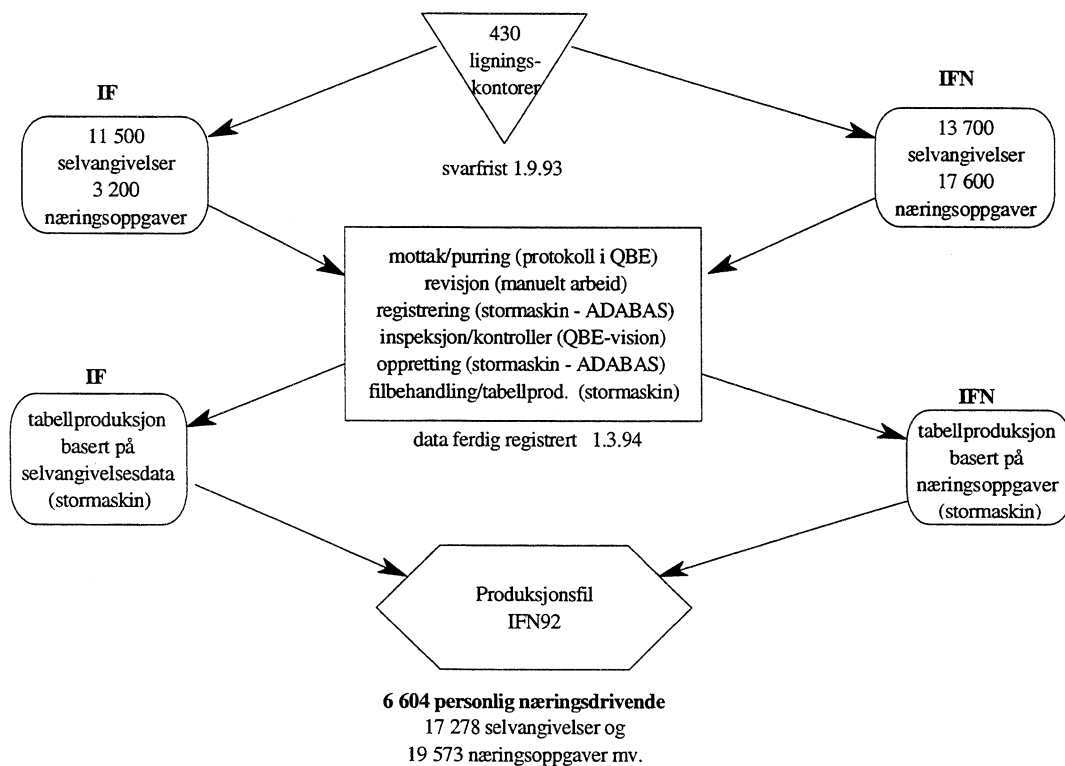 430
lignings-
kontorer
IF
11 500
selvangivelser
3 200
næringsoppgaver
IFN
13 700
selvangivelser
17 600
næringsoppgaver
svarfrist 1.9.93
mottak/purring (protokoll i QBE)
revisjon (manuelt arbeid)
registrering (stormaskin - ADABAS)
inspeksjon/kontroller (QBE-vision)
oppretting (stormaskin - ADABAS)
filbehandling/tabellprod. (stormaskin)
data ferdig registrert 1.3.94
IF
tabellproduksjon
basert på
selvangivelsesdata
(stormaskin)
IFN
tabellproduksjon
basert på
næringsoppgaver
(stormaskin)
Produksjonsfil
IFN92
6 604 personlig næringsdrivende
17 278 selvangivelser og
19 573 næringsoppgaver mv.